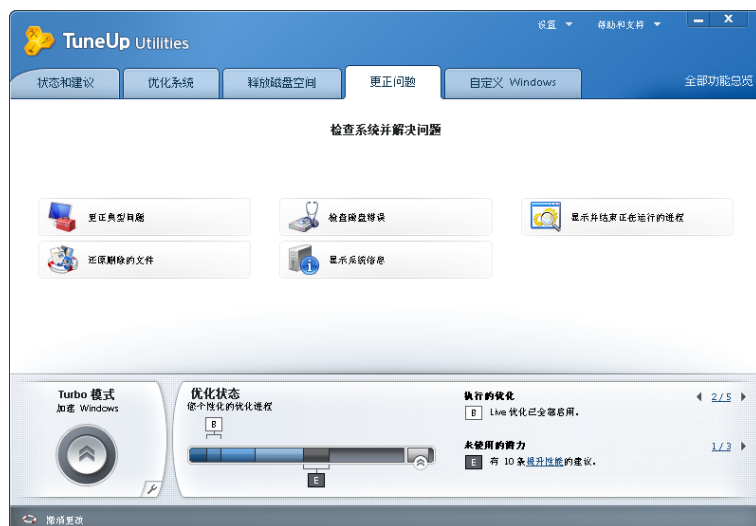 设置 帮助和支持
TuneUp Utilities
状态和建议 优化系统 释放磁盘空间 更正问题 自定义 Windows 全部功能总览
检查系统并解决问题
更正典型问题 检查磁盘错误 显示并结束正在运行的进程
还原删除的文件 显示系统信息
Turbo 模式
加速 Windows
优化状态
您个性化的优化进程
B
E
执行的优化 2/5
B Live 优化已全部启用。
未使用的潜力 1/3
E 有 10 条提升性能的建议。
撤消更改